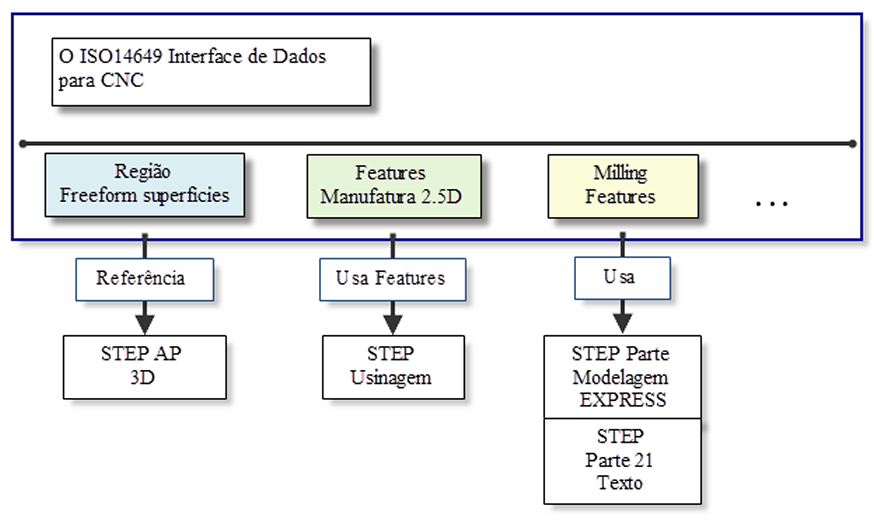 O ISO14649 Interface de Dados
para CNC
Região
Freeform superfícies
Features
Manufatura 2.5D
Milling
Features
...
Referência
Usa Features
Usa
STEP AP
3D
STEP
Usinagem
STEP Parte
Modelagem
EXPRESS
STEP
Parte 21
Texto